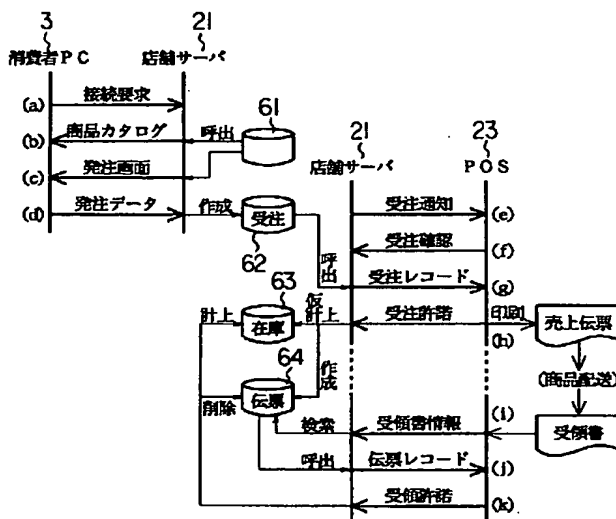 3
21
消費者PC
店舗サーバ
(a)
接続要求
61
(b)
商品カタログ
呼出
21
23
(c)
発注画面
店舗サーバ
POS
(d)
発注データ
作成
受注
受注通知
(e)
62
受注確認
(f)
呼出
受注レコード
(g)
63
計上
在庫
仮計上
受注許諾
印刷
売上伝票
(h)
64
作成
(商品配送)
伝票
削除
検索
受領書情報
(i)
受領書
呼出
伝票レコード
(j)
受領許諾
(k)